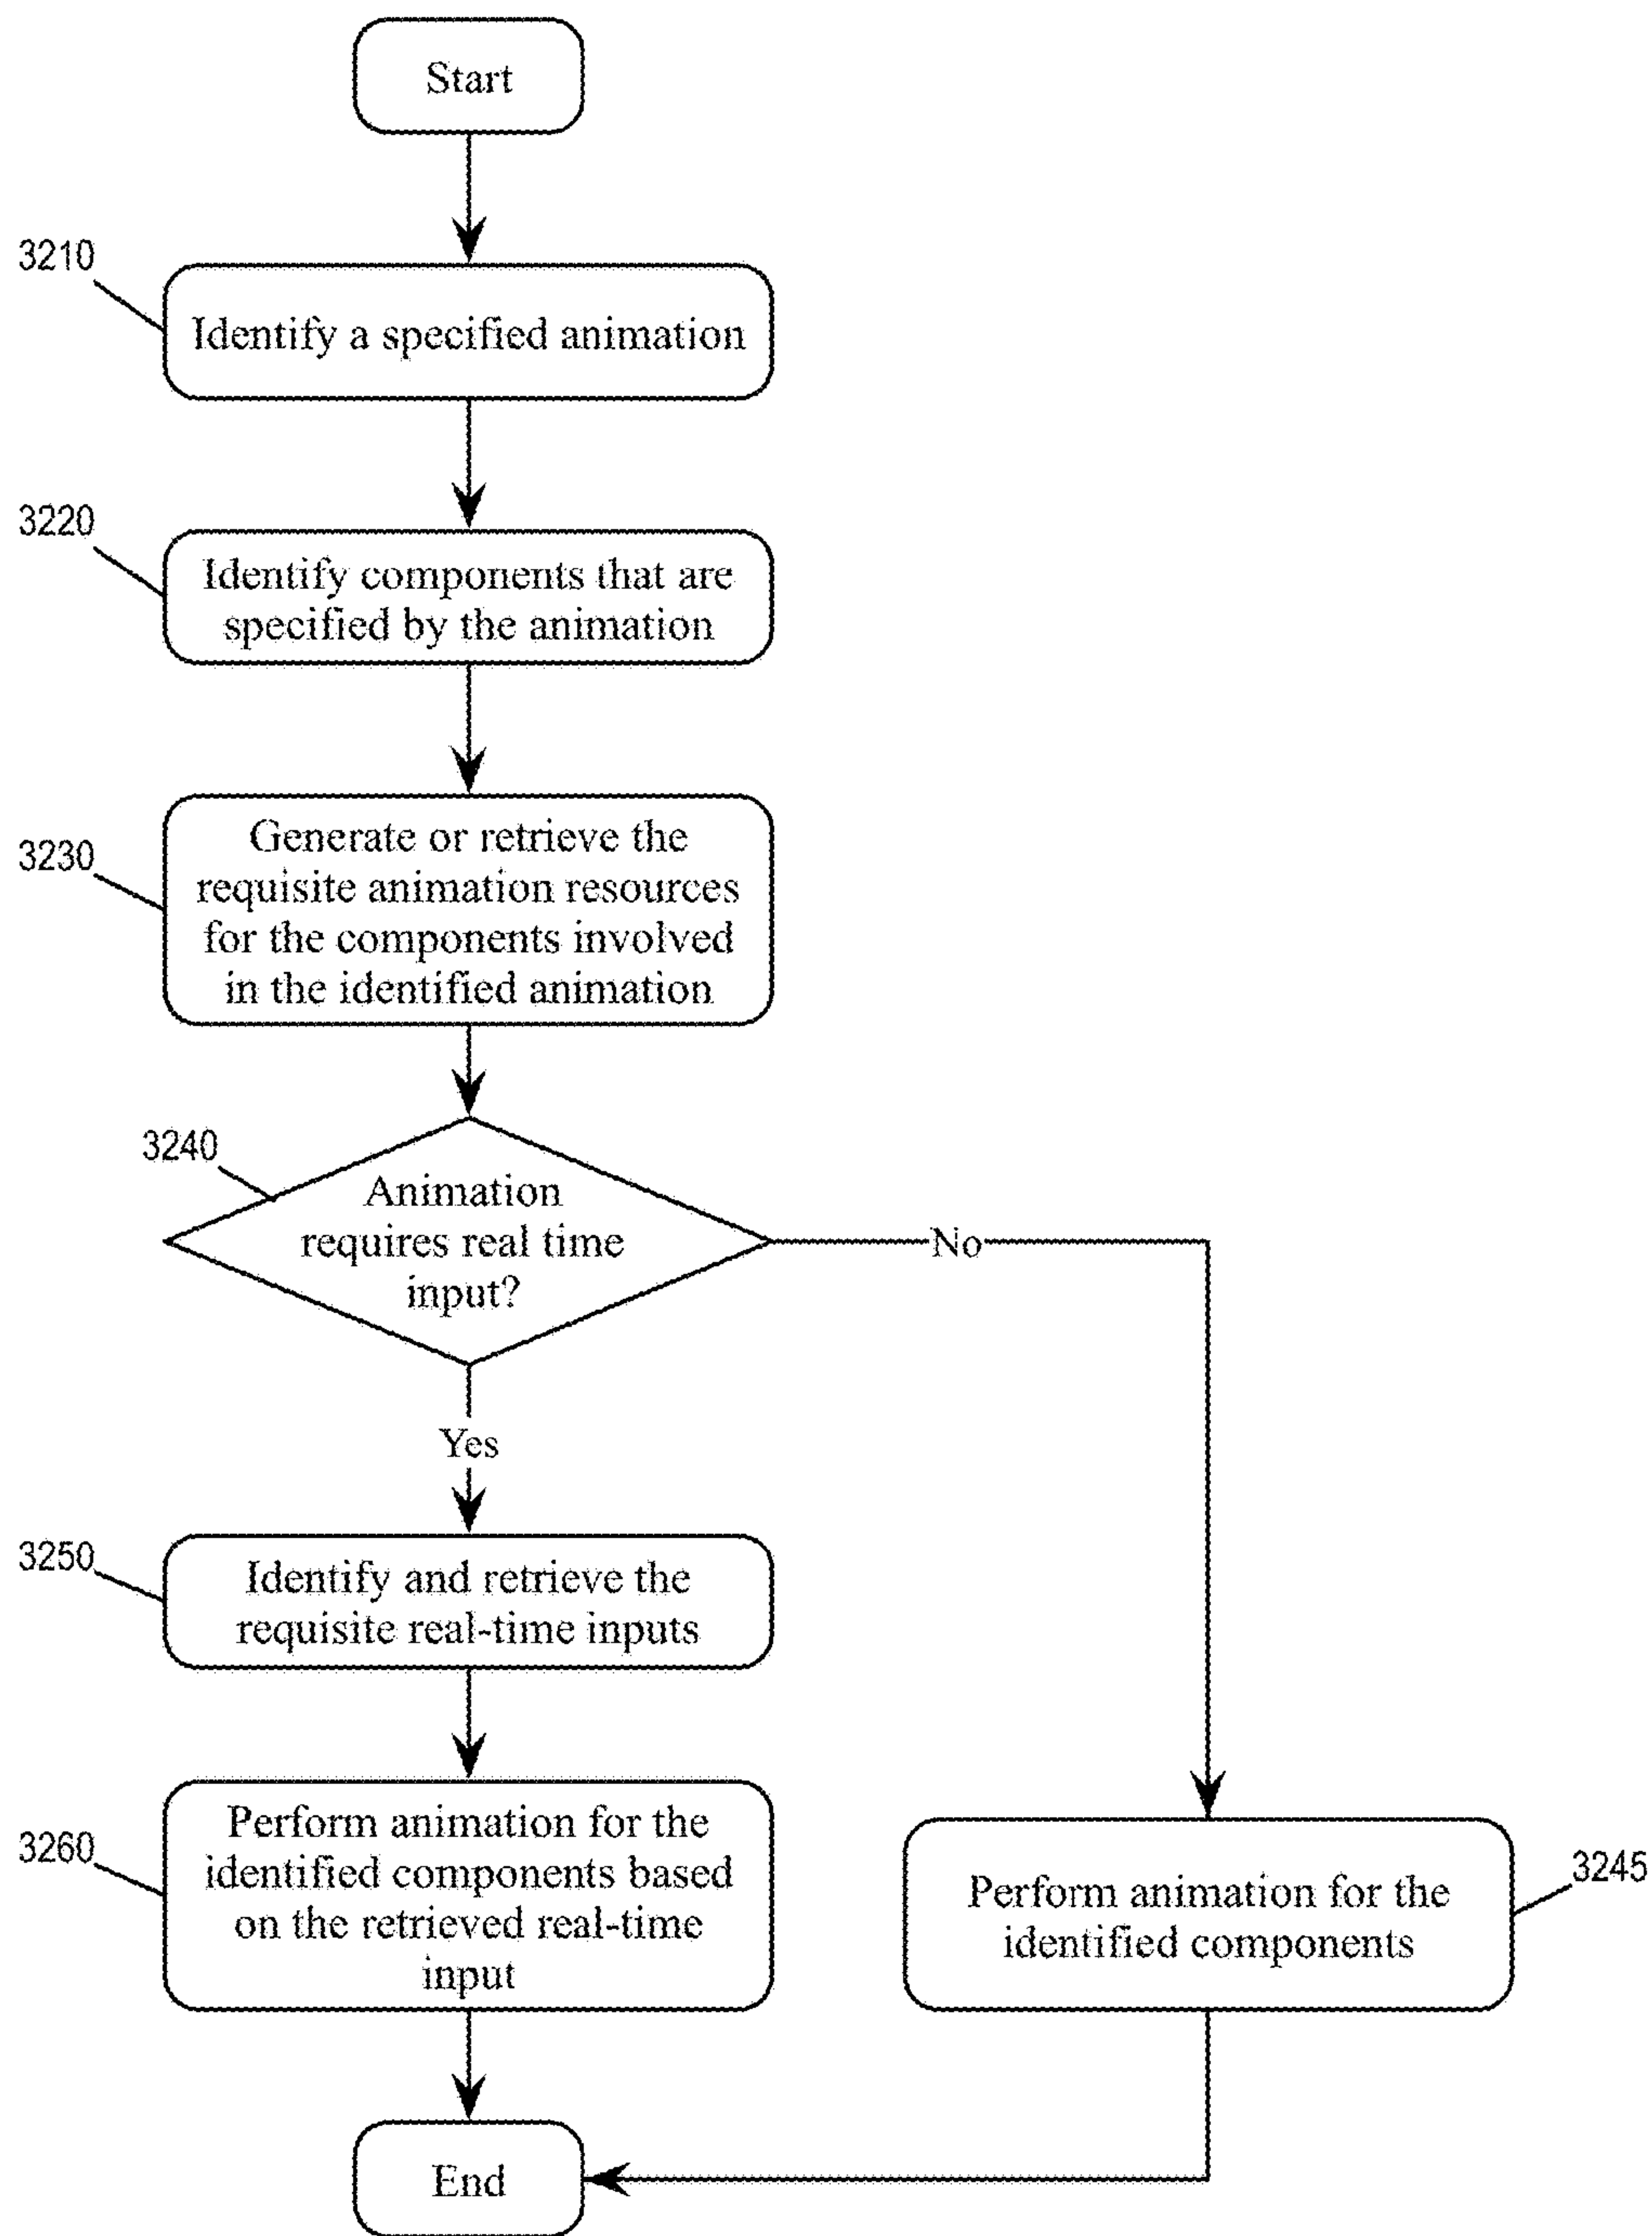 Start
3210
Identify a specified animation
3220
Identify components that are
specified by the animation
3230
Generate or retrieve the
requisite animation resources
for the components involved
in the identified animation
3240
Animation
requires real time
input?
No
Yes
3250
Identify and retrieve the
requisite real-time inputs
3260
Perform animation for the
identified components based
on the retrieved real-time
input
3245
Perform animation for the
identified components
End